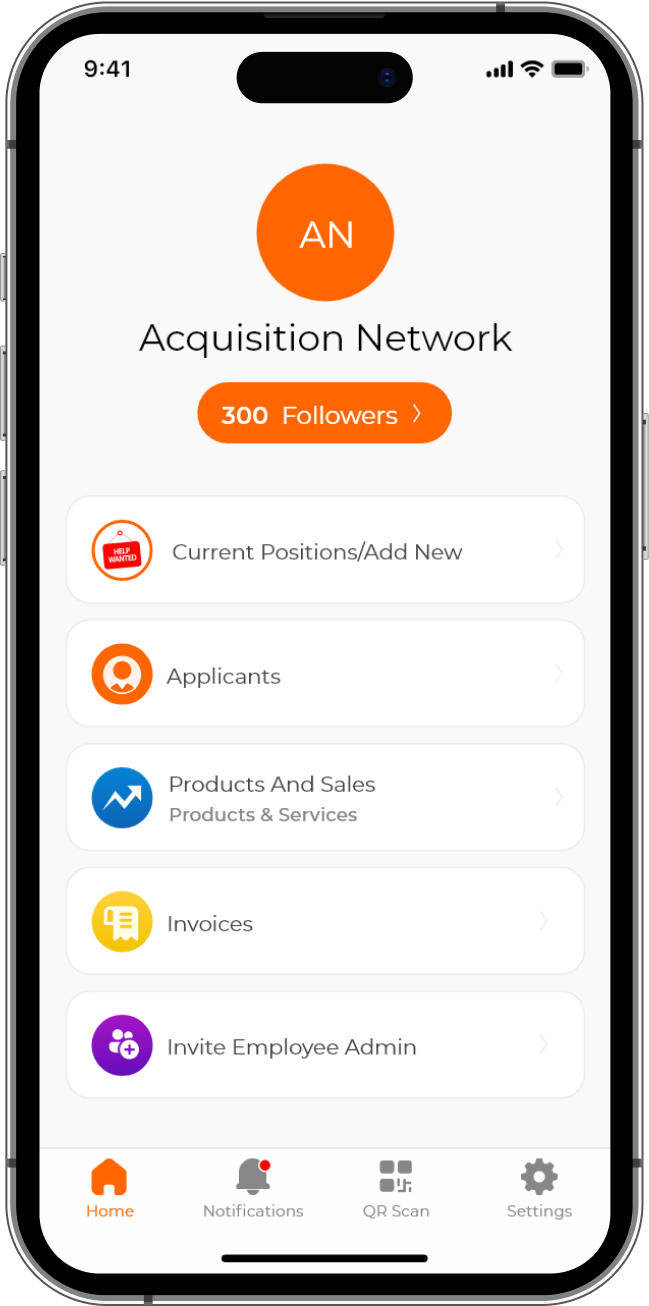 9:41
AN
Acquisition Network
300 Followers
HELP
WANTED
Current Positions/Add New
Applicants
Products And Sales
Products & Services
Invoices
Invite Employee Admin
Home
Notifications
QR Scan
Settings